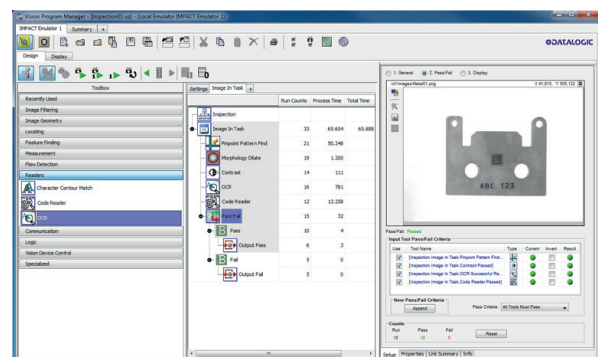 Vision Program Manager - [Inspection01.vp] - (Local Emulator IMPACT Emulator 1)
IMPACT Emulator 1 Summary +
DATALOGIC
Design Display
Toolbox
Recently Used
Image Filtering
Image Geometry
Locating
Feature Finding
Measurement
Flaw Detection
Readers
Character Contour Match
Code Reader
OCR
Communication
Logic
Vision Device Control
Specialized
Settings Image In Task +
Run Counts Process Time Total Time
Inspection
Image In Task 33 65.654 65.688
Pinpoint Pattern Find 21 50.248
Morphology Dilate 19 1.200
Contrast 14 111
OCR 16 781
Code Reader 12 13.258
Pass Fail 15 32
Pass 10 4
Output Pass 6 3
Fail 5 0
Output Fail 5 0
1. General 2. Pass/Fail 3. Display
ABC 123
Pass/Fail: Passed
Input Tool Pass/Fail Criteria
Use Tool Name Type Current Invert Result
[Inspection.Image In Task.Pinpoint Pattern Find...
[Inspection.Image In Task.Contrast.Passed]
[Inspection.Image In Task.OCR.Successful Re...
[Inspection.Image In Task.Code Reader.Passed]
New Pass/Fail Criteria
Append Pass Criteria All Tools Must Pass
Counts
Run Pass Fail
15 10 5
Reset
Setup Properties Link Summary Info